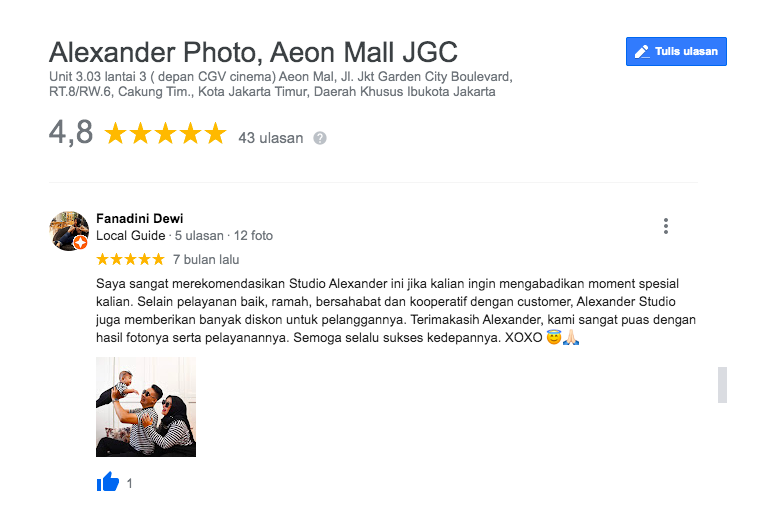 Alexander Photo, Aeon Mall JGC
Tulis ulasan
Unit 3.03 lantai 3 ( depan CGV cinema) Aeon Mal, Jl. Jkt Garden City Boulevard,
RT.8/RW.6, Cakung Tim., Kota Jakarta Timur, Daerah Khusus Ibukota Jakarta
4,8 43 ulasan ?
Fanadini Dewi
Local Guide · 5 ulasan · 12 foto
7 bulan lalu
Saya sangat merekomendasikan Studio Alexander ini jika kalian ingin mengabadikan moment spesial
kalian. Selain pelayanan baik, ramah, bersahabat dan kooperatif dengan customer, Alexander Studio
juga memberikan banyak diskon untuk pelanggannya. Terimakasih Alexander, kami sangat puas dengan
hasil fotonya serta pelayanannya. Semoga selalu sukses kedepannya. XOXO 😇🙏🏻
1